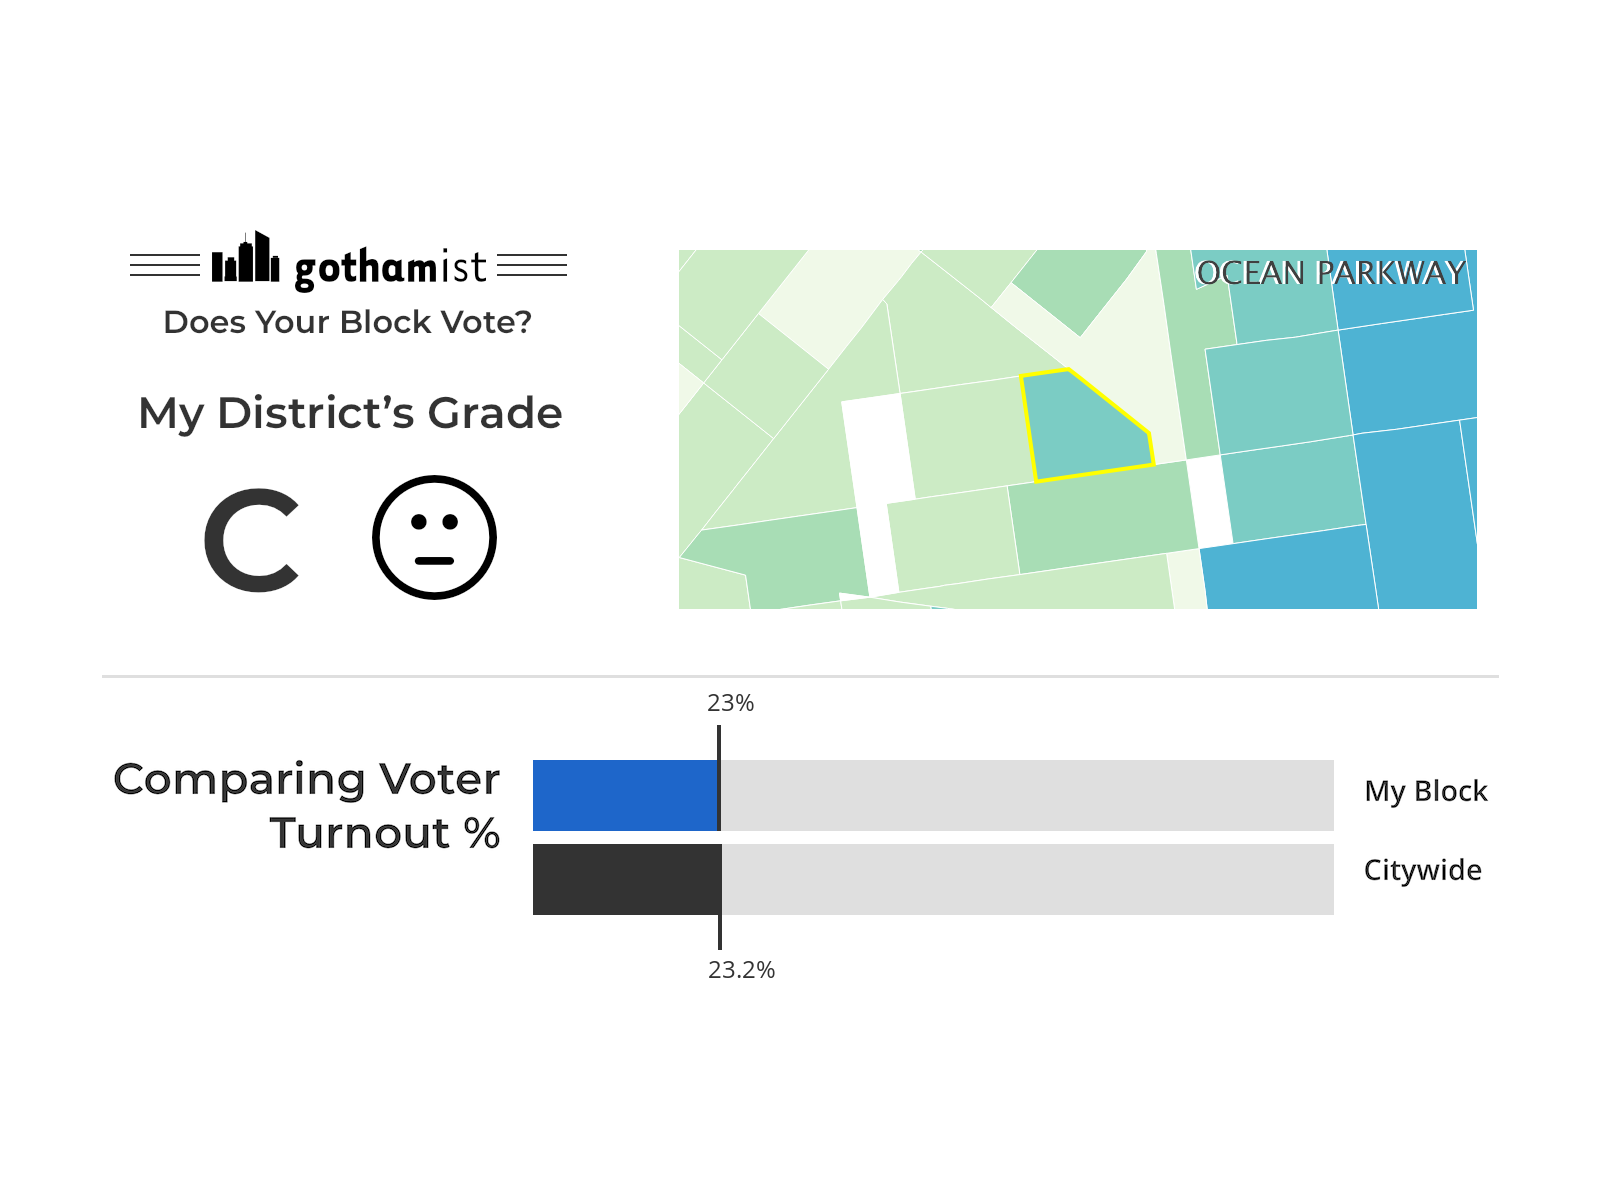 gothamist
Does Your Block Vote?
My District’s Grade
C
OCEAN PARKWAY
23%
Comparing Voter
Turnout %
My Block
Citywide
23.2%